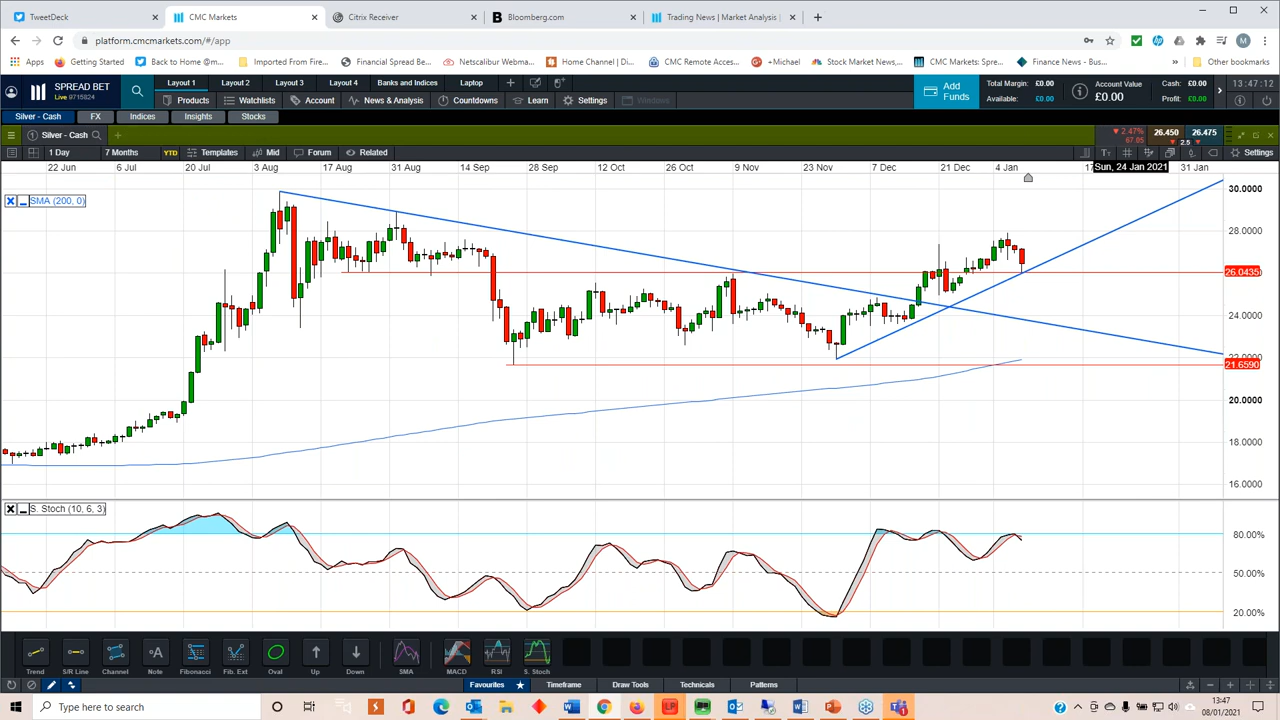 TweetDeck CMC Markets Citrix Receiver Bloomberg.com Trading News | Market Analysis |
platform.cmcmarkets.com/#/app
Apps Getting Started Back to Home @m... Imported From Fire... Financial Spread Be... Netscalibur Webma... Home Channel | Di... CMC Remote Acces... +Michael Stock Market News,... CMC Markets: Spre... Finance News - Bu... Other bookmarks
SPREAD BET
Live 9715824
Layout 1 Layout 2 Layout 3 Layout 4 Banks and Indices Laptop
Products Watchlists Account News & Analysis Countdowns Learn Settings Windows
Add Funds
Total Margin: £0.00
Available: £0.00
Account Value
£0.00
Cash: £0.00
Profit: £0.00
13:47:12
Silver - Cash FX Indices Insights Stocks
Silver - Cash
2.47%
67.05
26.450 26.475
2.5
1 Day 7 Months YTD Templates Mid Forum Related Settings
22 Jun 6 Jul 20 Jul 3 Aug 17 Aug 31 Aug 14 Sep 28 Sep 12 Oct 26 Oct 9 Nov 23 Nov 7 Dec 21 Dec 4 Jan Sun, 24 Jan 2021 31 Jan
SMA (200, 0)
30.0000
28.0000
26.0435
24.0000
22.0000
21.6590
20.0000
18.0000
16.0000
S. Stoch (10, 6, 3)
80.00%
50.00%
20.00%
Trend S/R Line Channel Note Fibonacci Fib. Ext Oval Up Down SMA MACD RSI S. Stoch
Favourites Timeframe Draw Tools Technicals Patterns
Type here to search
13:47
08/01/2021